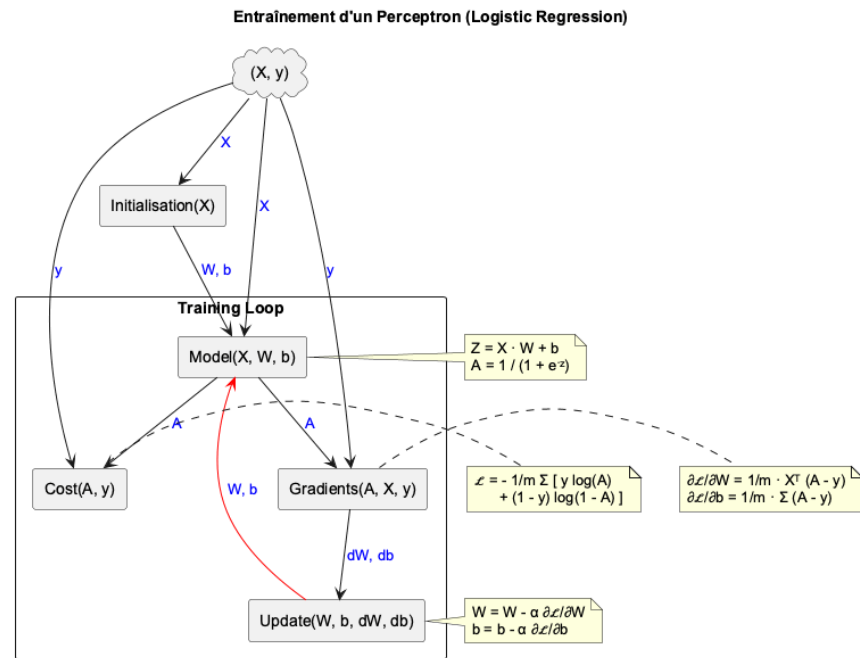 Entraînement d'un Perceptron (Logistic Regression)
(X, y)
X
Initialisation(X)
X
W, b
y
y
Training Loop
Model(X, W, b)
Z = X · W + b
A = 1 / (1 + e⁻ᶻ)
A
A
W, b
Cost(A, y)
Gradients(A, X, y)
ℒ = - 1/m Σ [ y log(A)
+ (1 - y) log(1 - A) ]
∂ℒ/∂W = 1/m · Xᵀ (A - y)
∂ℒ/∂b = 1/m · Σ (A - y)
dW, db
Update(W, b, dW, db)
W = W - α ∂ℒ/∂W
b = b - α ∂ℒ/∂b